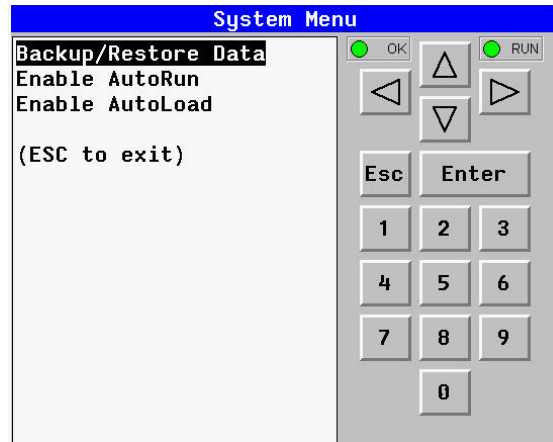 System Menu
Backup/Restore Data
Enable AutoRun
Enable AutoLoad
(ESC to exit)
OK
RUN
Esc
Enter
1
2
3
4
5
6
7
8
9
0